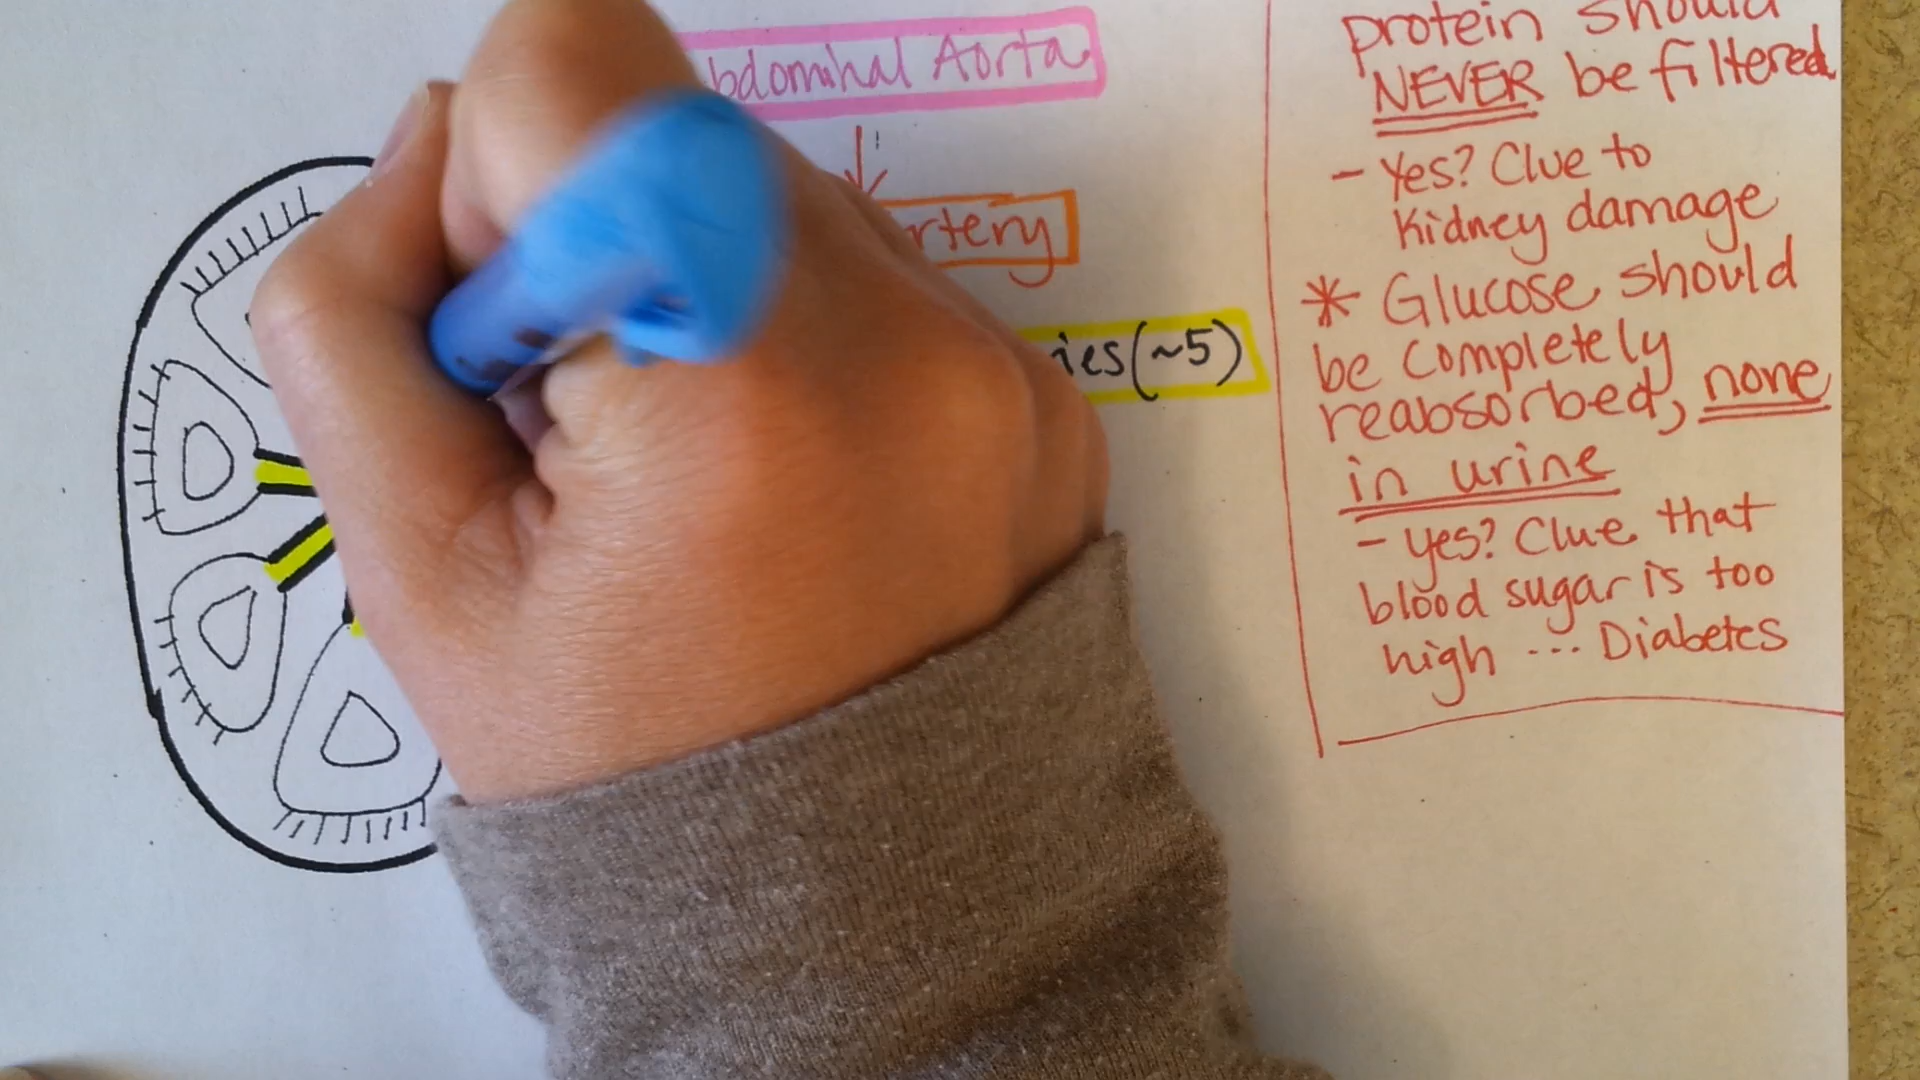 bdominal Aorta
rtery
ies(~5)
protein should
NEVER be filtered
- Yes? Clue to
Kidney damage
* Glucose should
be completely
reabsorbed, none
in urine
- Yes? Clue that
blood sugar is too
high ... Diabetes